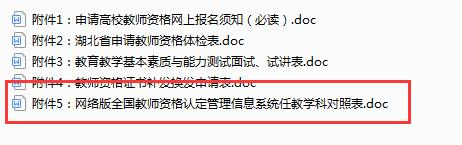 附件1：申请高校教师资格网上报名须知（必读）.doc
附件2：湖北省申请教师资格体检表.doc
附件3：教育教学基本素质与能力测试面试、试讲表.doc
附件4：教师资格证书补发换发申请表.doc
附件5：网络版全国教师资格认定管理信息系统任教学科对照表.doc